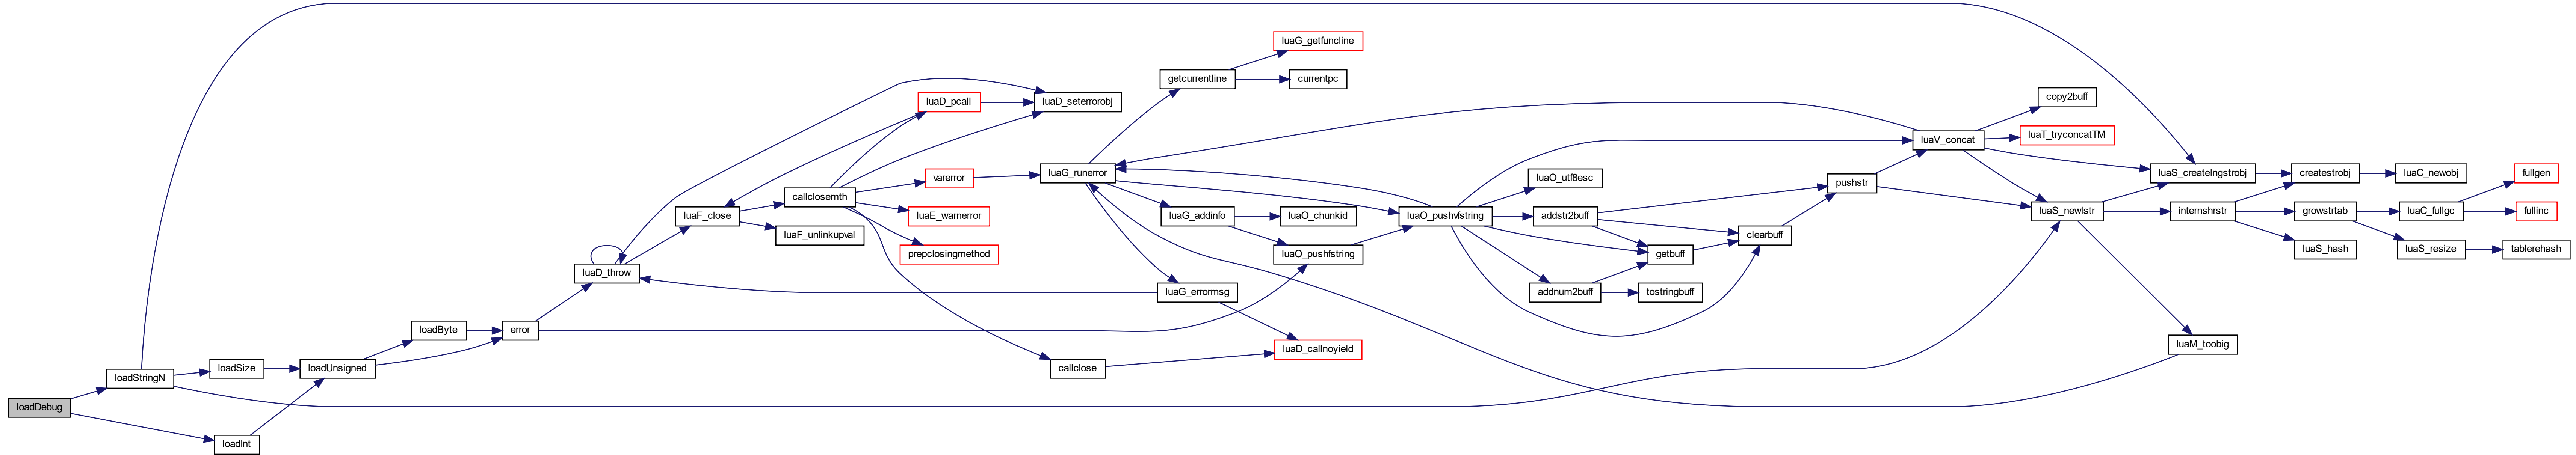 loadDebug
loadStringN
loadInt
loadSize
loadUnsigned
loadByte
error
luaD_throw
luaF_close
luaF_unlinkupval
callclosemth
luaD_pcall
luaD_seterrorobj
varerror
luaE_warnerror
prepclosingmethod
callclose
luaG_runerror
getcurrentline
luaG_getfuncline
currentpc
luaG_addinfo
luaO_chunkid
luaO_pushfstring
luaG_errormsg
luaD_callnoyield
luaO_pushvfstring
luaO_utf8esc
addstr2buff
getbuff
addnum2buff
tostringbuff
clearbuff
pushstr
luaV_concat
copy2buff
luaT_tryconcatTM
luaS_newlstr
luaS_createlngstrobj
internshrstr
luaM_toobig
createstrobj
growstrtab
luaS_hash
luaC_newobj
luaC_fullgc
luaS_resize
fullgen
fullinc
tablerehash